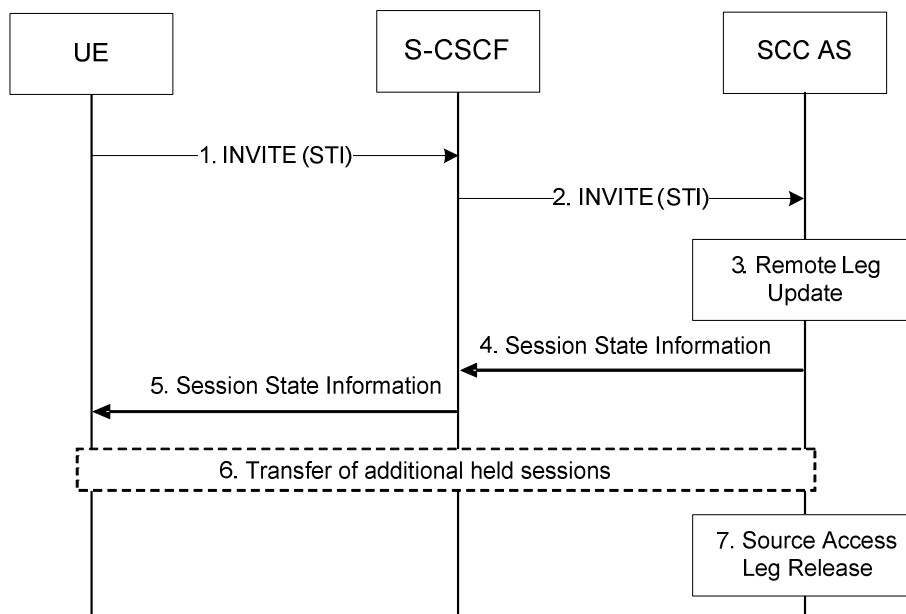 UE
S-CSCF
SCC AS
1. INVITE (STI)
2. INVITE (STI)
3. Remote Leg
Update
4. Session State Information
5. Session State Information
6. Transfer of additional held sessions
7. Source Access
Leg Release